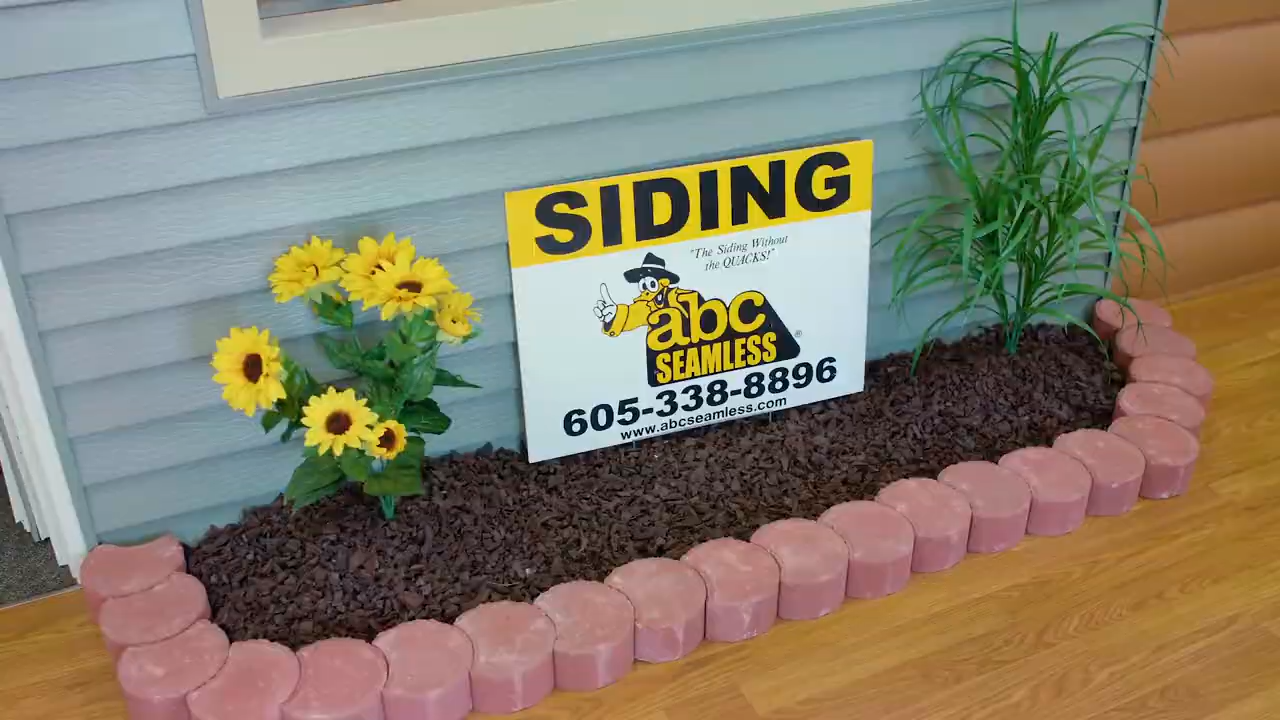 SIDING
"The Siding Without
the QUACKS!"
abc
SEAMLESS
®
605-338-8896
www.abcseamless.com